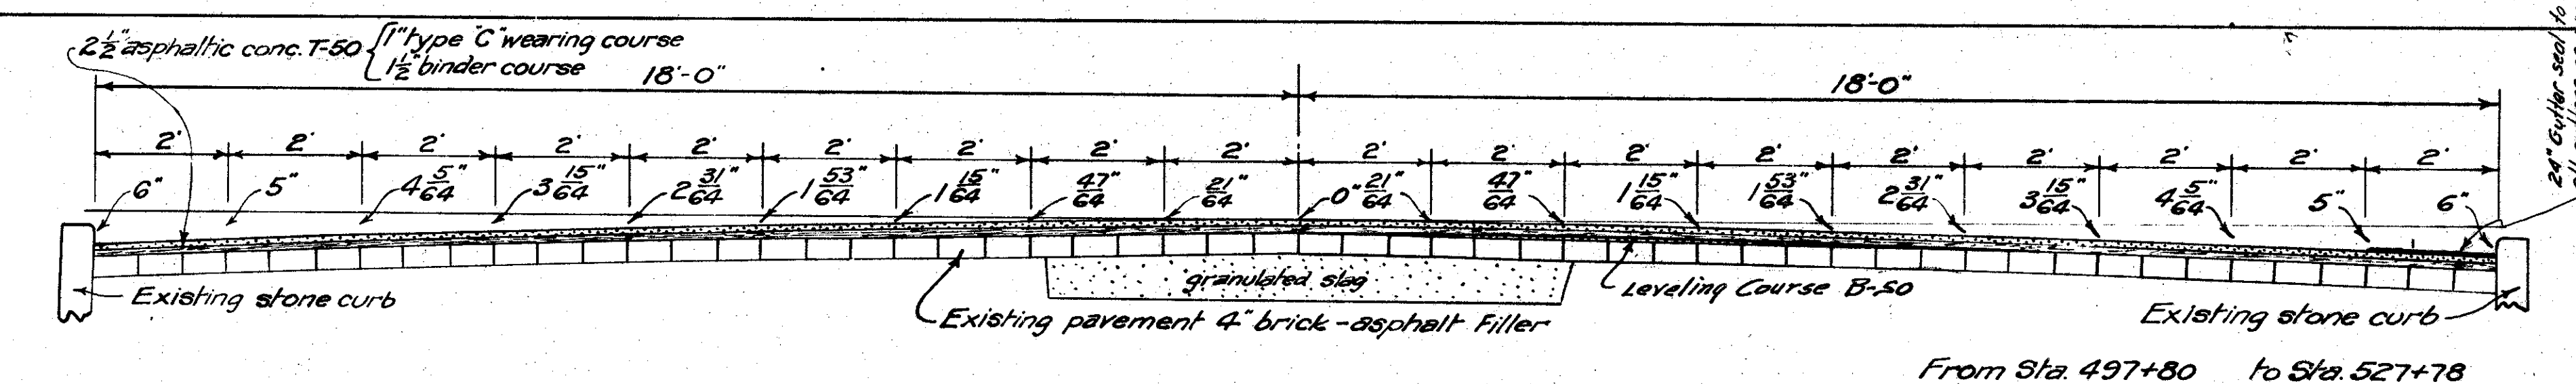 2 1/2" asphaltic conc. T-50 { 1" type "C" wearing course
1 1/2" binder course
18'-0"
18'-0"
24" Gutter seal to
2' 2' 2' 2' 2' 2' 2' 2' 2' 2' 2' 2' 2' 2' 2' 2' 2' 2'
6" 5" 4 5/64" 3 15/64" 2 31/64" 1 53/64" 1 15/64" 47/64" 21/64" 0" 21/64" 47/64" 1 15/64" 1 53/64" 2 31/64" 3 15/64" 4 5/64" 5" 6"
Existing stone curb
granulated slag
Leveling Course B-50
Existing pavement 4" brick-asphalt Filler
Existing stone curb
From Sta. 497+80 to Sta. 527+78